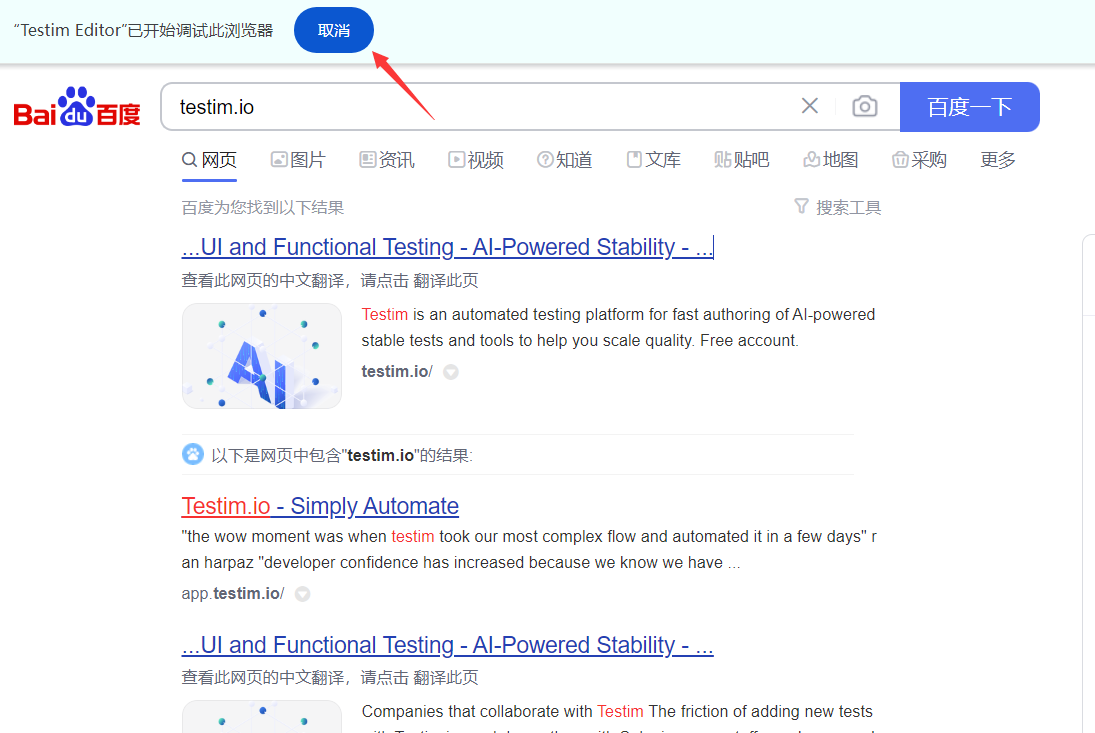 “Testim Editor”已开始调试此浏览器 取消
Bai du 百度 testim.io 百度一下
网页 图片 资讯 视频 知道 文库 贴吧 地图 采购 更多
百度为您找到以下结果 搜索工具
...UI and Functional Testing - AI-Powered Stability - ...
查看此网页的中文翻译，请点击 翻译此页
AI
Testim is an automated testing platform for fast authoring of AI-powered
stable tests and tools to help you scale quality. Free account.
testim.io/
以下是网页中包含"testim.io"的结果:
Testim.io - Simply Automate
"the wow moment was when testim took our most complex flow and automated it in a few days" r
an harpaz "developer confidence has increased because we know we have ...
app.testim.io/
...UI and Functional Testing - AI-Powered Stability - ...
查看此网页的中文翻译，请点击 翻译此页
Companies that collaborate with Testim The friction of adding new tests